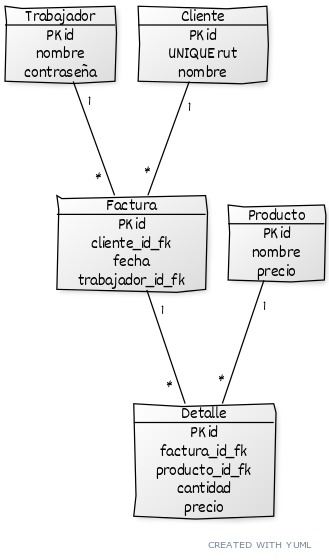 Trabajador
PK id
nombre
contraseña
Cliente
PK id
UNIQUE rut
nombre
1
1
*
*
Factura
PK id
cliente_id_fk
fecha
trabajador_id_fk
Producto
PK id
nombre
precio
1
1
*
*
Detalle
PK id
factura_id_fk
producto_id_fk
cantidad
precio
CREATED WITH YUML